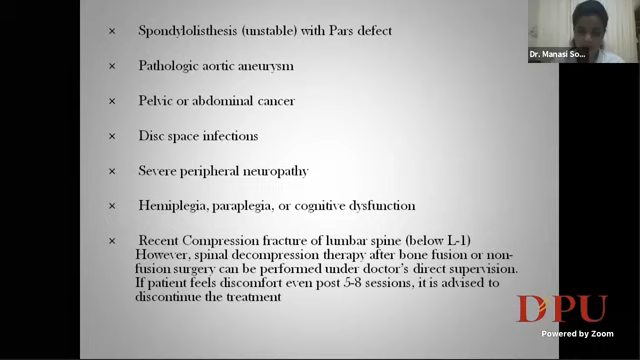 Dr. Manasi So...
× Spondylolisthesis (unstable) with Pars defect
× Pathologic aortic aneurysm
× Pelvic or abdominal cancer
× Disc space infections
× Severe peripheral neuropathy
× Hemiplegia, paraplegia, or cognitive dysfunction
× Recent Compression fracture of lumbar spine (below L-1)
However, spinal decompression therapy after bone fusion or non-
fusion surgery can be performed under doctor's direct supervision.
If patient feels discomfort even post 5-8 sessions, it is advised to
discontinue the treatment
DPU
Powered by Zoom